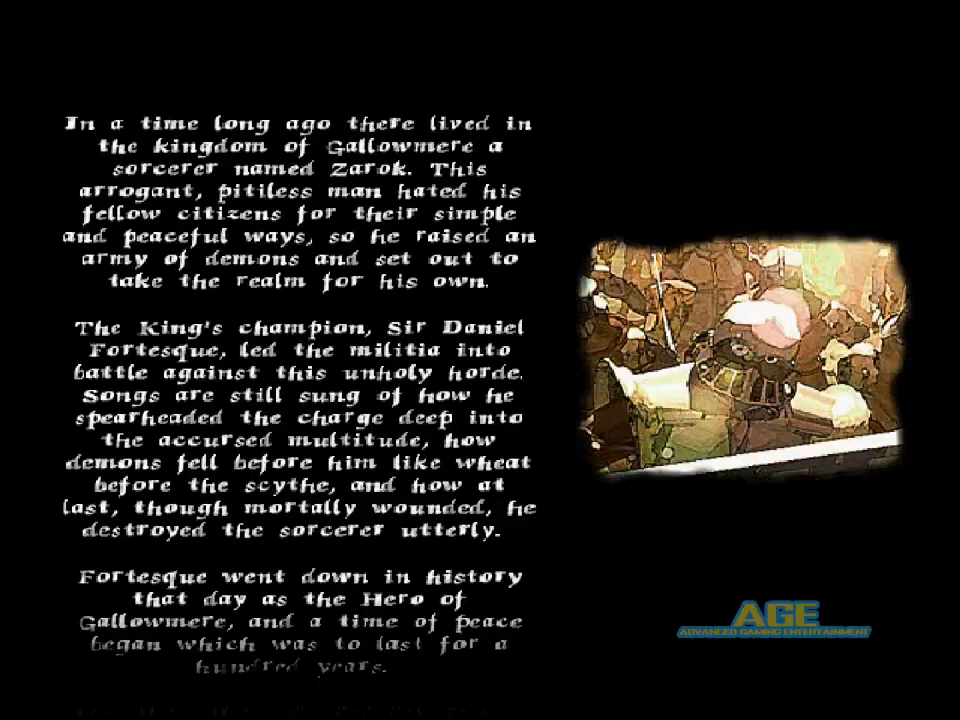 In a time long ago there lived in
the kingdom of Gallowmere a
sorcerer named Zarok. This
arrogant, pitiless man hated his
fellow citizens for their simple
and peaceful ways, so he raised an
army of demons and set out to
take the realm for his own.
The King's champion, Sir Daniel
Fortesque, led the militia into
battle against this unholy horde.
Songs are still sung of how he
spearheaded the charge deep into
the accursed multitude, how
demons fell before him like wheat
before the scythe, and how at
last, though mortally wounded, he
destroyed the sorcerer utterly.
Fortesque went down in history
that day as the Hero of
Gallowmere, and a time of peace
began which was to last for a
hundred years.
AGE
ADVANCED GAMING ENTERTAINMENT